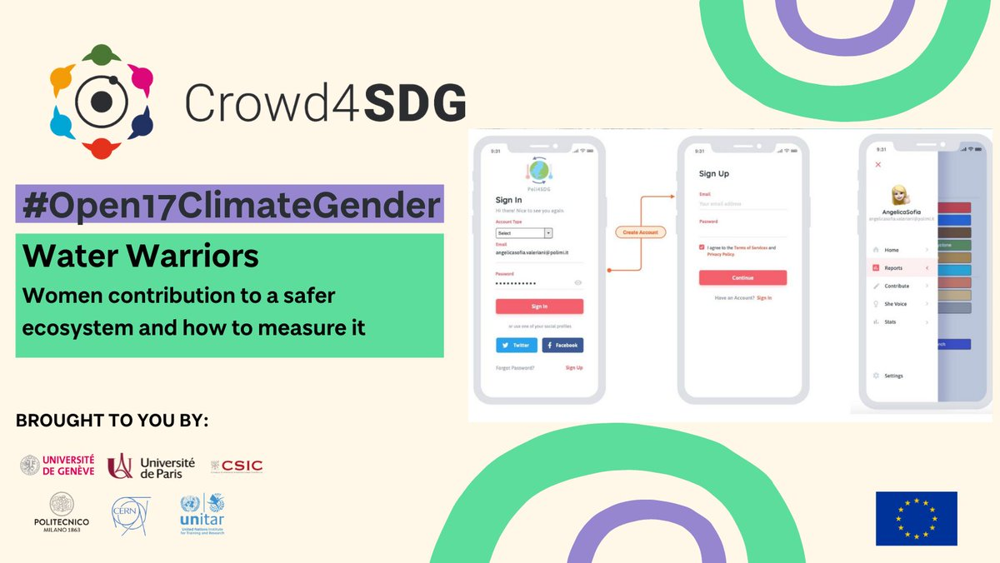 Crowd4SDG
#Open17ClimateGender
Water Warriors
Women contribution to a safer
ecosystem and how to measure it
BROUGHT TO YOU BY:
UNIVERSITÉ
DE GENÈVE
Université
de Paris
CSIC
POLITECNICO
MILANO 1863
CERN
unitar
United Nations Institute
for Training and Research
9:31
Poli4SDG
Sign In
Hi there! Nice to see you again.
Account Type
Select
Email
angelicasofia.valeriani@polimi.it
Password
Sign In
or use one of your social profiles
Twitter
Facebook
Forgot Password?
Sign Up
Create Account
9:31
Sign Up
Email
Your email address
Password
I agree to the Terms of Services and
Privacy Policy.
Continue
Have an Account? Sign In
9:31
AngelicaSofia
angelicasofia.valeriani@polimi.it
Home
Reports
Contribute
She Voice
Stats
Settings